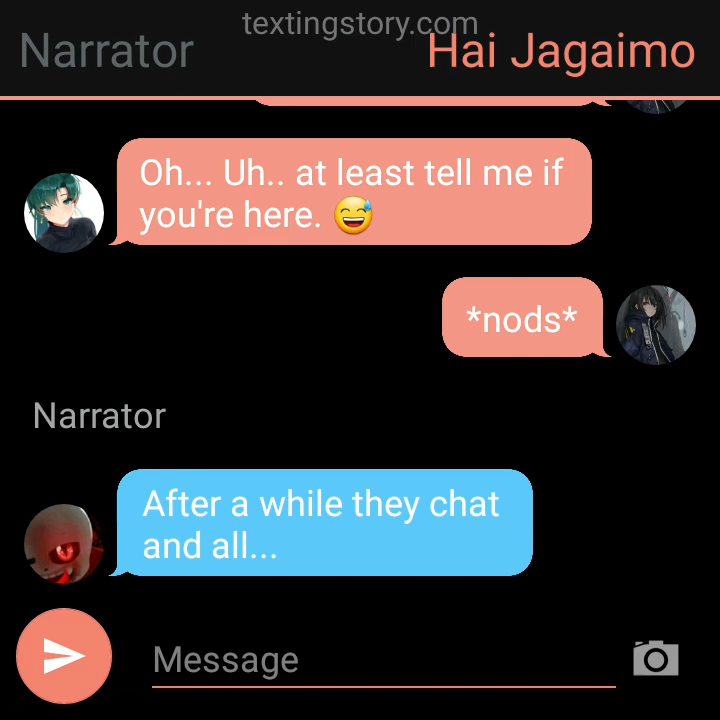 textingstory.com
Narrator
Hai Jagaimo
Oh... Uh.. at least tell me if
you're here. 😅
*nods*
Narrator
After a while they chat
and all...
Message